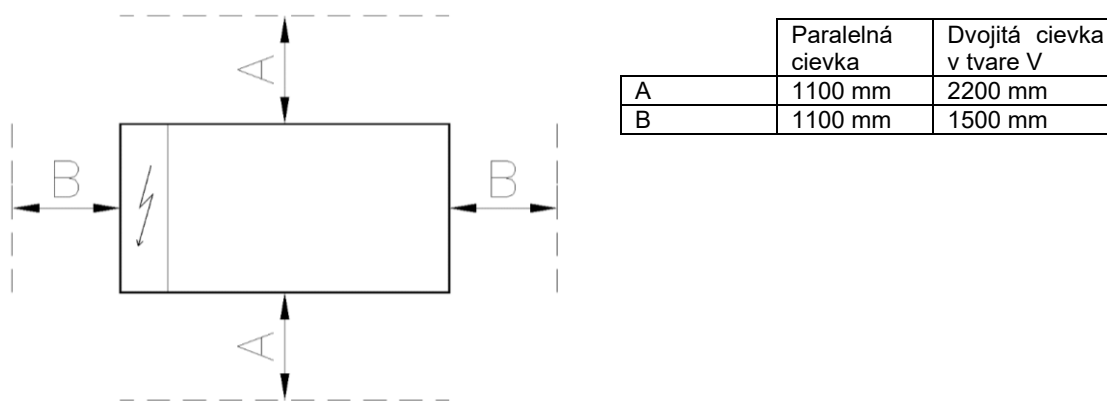 A
B
B
A
Paralelná Dvojitá cievka
cievka v tvare V
A 1100 mm 2200 mm
B 1100 mm 1500 mm